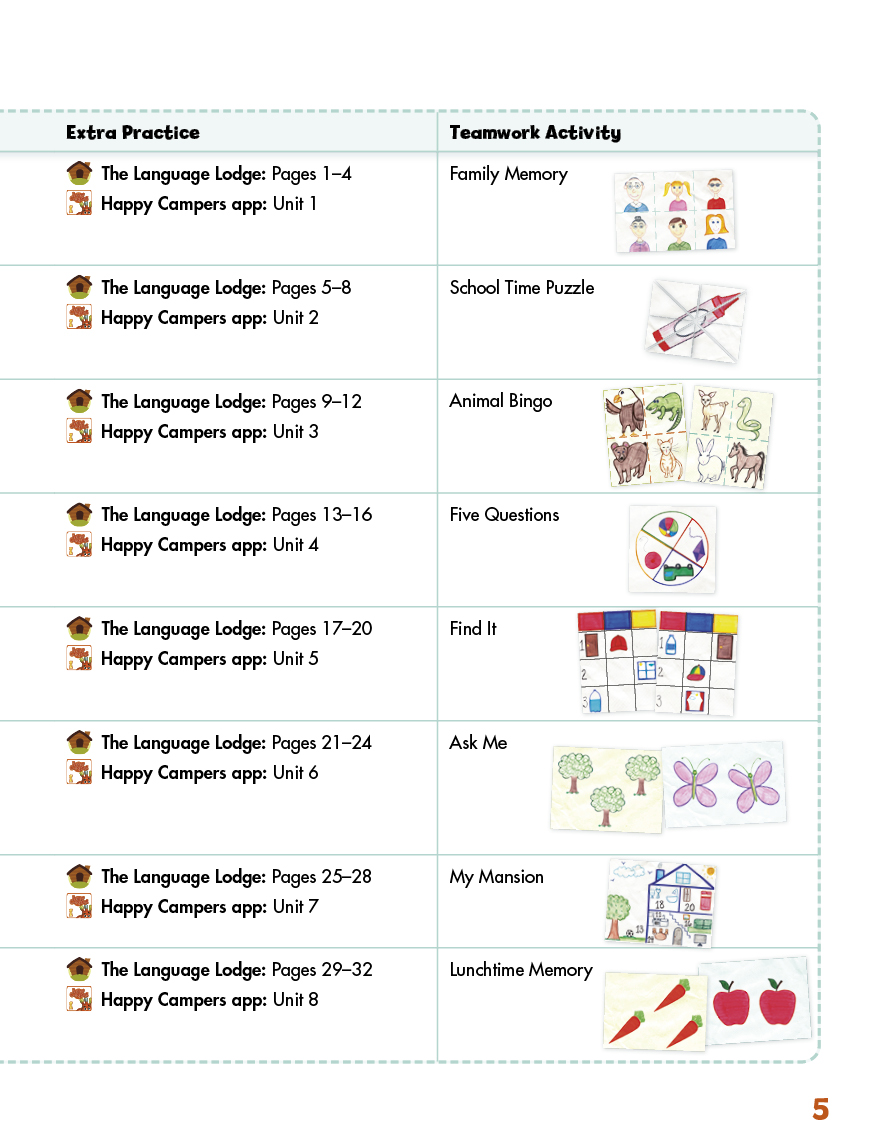 Extra Practice
Teamwork Activity
The Language Lodge: Pages 1–4
Happy Campers app: Unit 1
Family Memory
The Language Lodge: Pages 5–8
Happy Campers app: Unit 2
School Time Puzzle
The Language Lodge: Pages 9–12
Happy Campers app: Unit 3
Animal Bingo
The Language Lodge: Pages 13–16
Happy Campers app: Unit 4
Five Questions
The Language Lodge: Pages 17–20
Happy Campers app: Unit 5
Find It
1
2
3
1
2
3
The Language Lodge: Pages 21–24
Happy Campers app: Unit 6
Ask Me
The Language Lodge: Pages 25–28
Happy Campers app: Unit 7
My Mansion
18
20
13
The Language Lodge: Pages 29–32
Happy Campers app: Unit 8
Lunchtime Memory
5